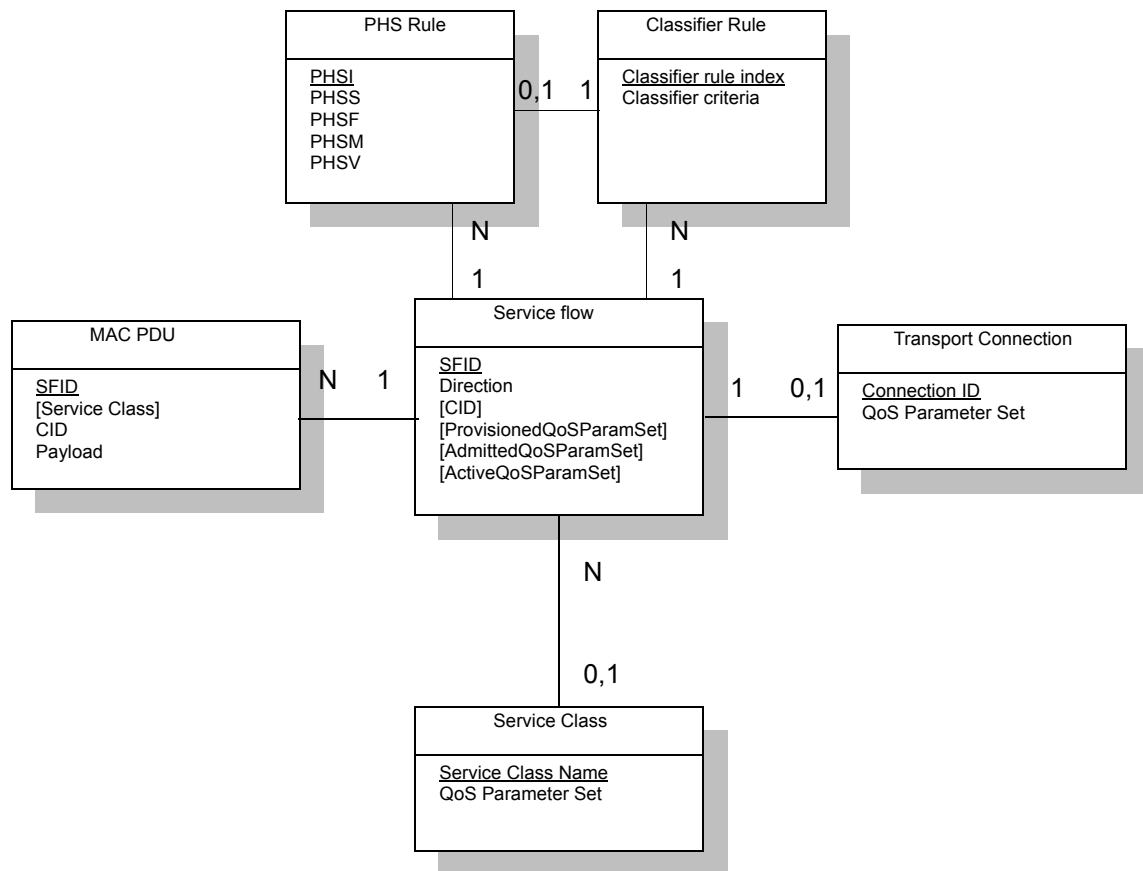 PHS Rule
PHSI
PHSS
PHSF
PHSM
PHSV
0,1 1
Classifier Rule
Classifier rule index
Classifier criteria
N
1
N
1
MAC PDU
SFID
[Service Class]
CID
Payload
N 1
Service flow
SFID
Direction
[CID]
[ProvisionedQoSParamSet]
[AdmittedQoSParamSet]
[ActiveQoSParamSet]
1 0,1
Transport Connection
Connection ID
QoS Parameter Set
N
0,1
Service Class
Service Class Name
QoS Parameter Set